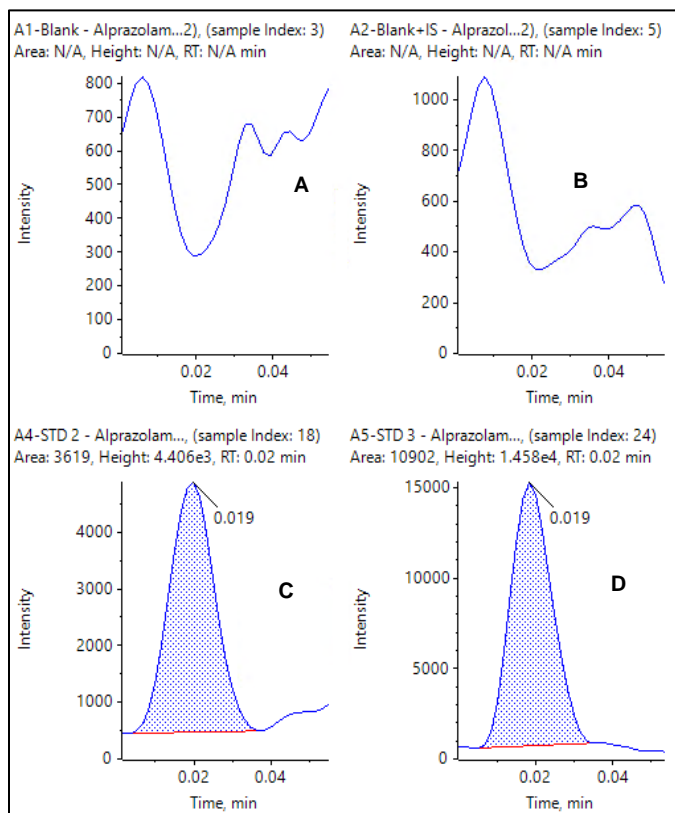 A1-Blank - Alprazolam...2), (sample Index: 3)
Area: N/A, Height: N/A, RT: N/A min
800
700
600
500
400
300
200
100
0
Intensity
A
0.02
0.04
Time, min
A2-Blank+IS - Alprazol...2), (sample Index: 5)
Area: N/A, Height: N/A, RT: N/A min
1000
800
600
400
200
0
Intensity
B
0.02
0.04
Time, min
A4-STD 2 - Alprazolam..., (sample Index: 18)
Area: 3619, Height: 4.406e3, RT: 0.02 min
4000
3000
2000
1000
0
Intensity
0.019
C
0.02
0.04
Time, min
A5-STD 3 - Alprazolam..., (sample Index: 24)
Area: 10902, Height: 1.458e4, RT: 0.02 min
15000
10000
5000
0
Intensity
0.019
D
0.02
0.04
Time, min